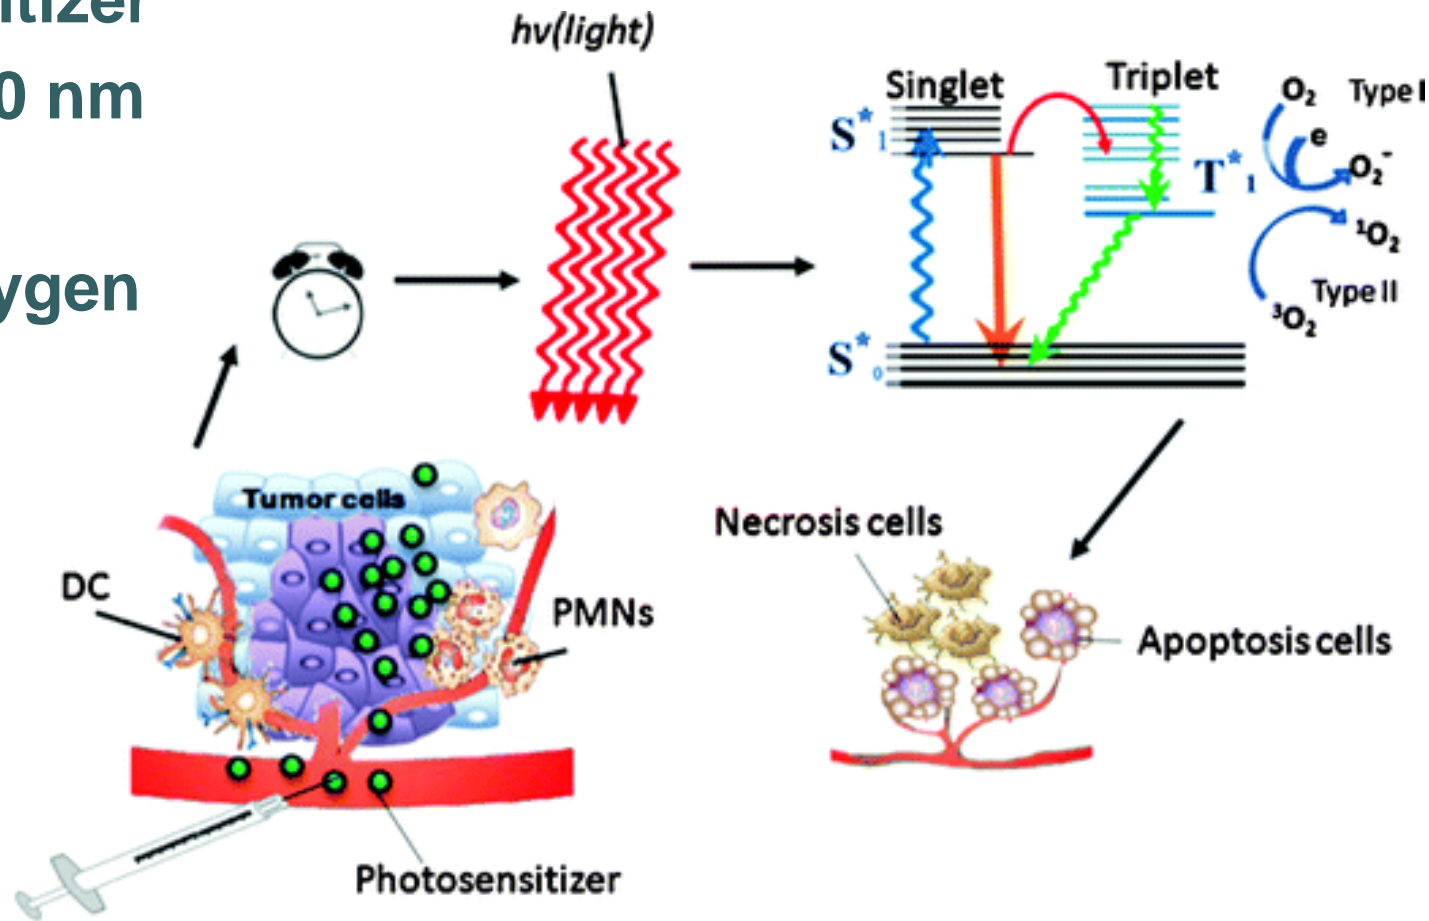 itizer
0 nm
ygen
hv(light)
Singlet
Triplet
S*1
T*1
S*0
O2
Type I
e
O2-
1O2
Type II
3O2
Tumor cells
DC
PMNs
Photosensitizer
Necrosis cells
Apoptosis cells